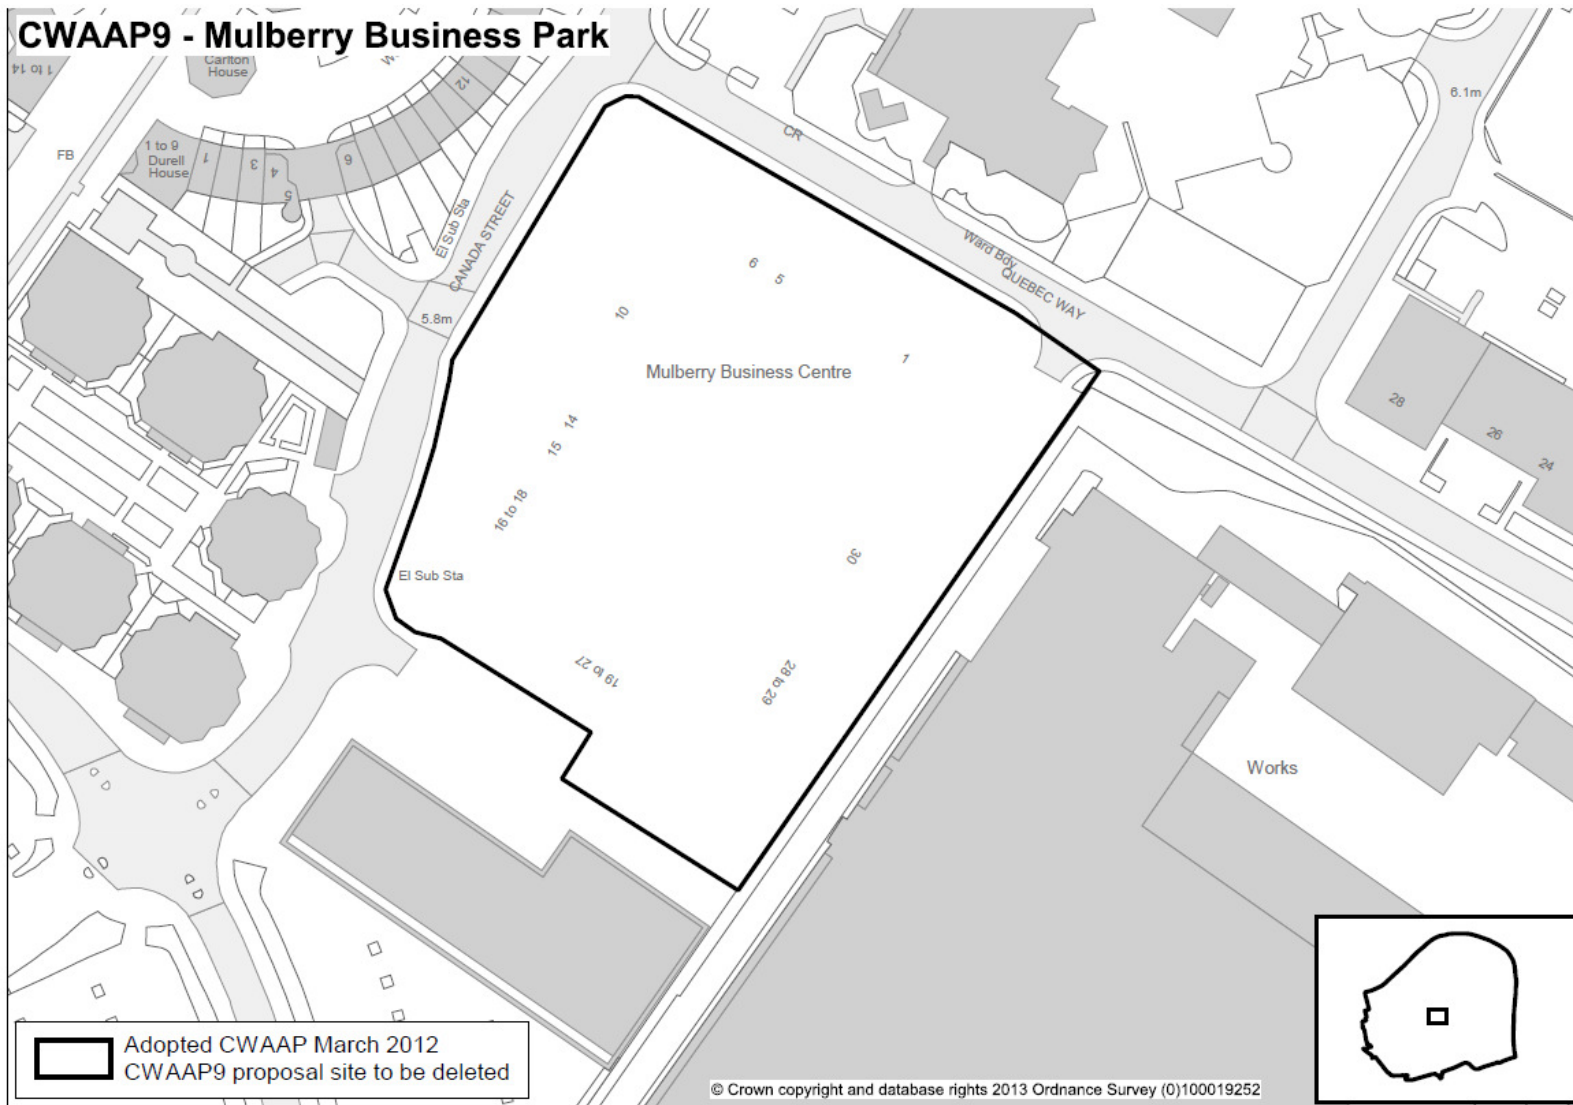 CWAAP9 - Mulberry Business Park
1 to 14
Carlton
House
12
6.1m
CR
FB
1 to 9
Durell
House
1
3
4
5
6
El Sub Sta
CANADA STREET
Ward Bdy
QUEBEC WAY
5.8m
6
5
10
1
Mulberry Business Centre
14
15
16 to 18
28
26
24
30
El Sub Sta
19 to 27
28 to 29
Works
Adopted CWAAP March 2012
CWAAP9 proposal site to be deleted
© Crown copyright and database rights 2013 Ordnance Survey (0)100019252